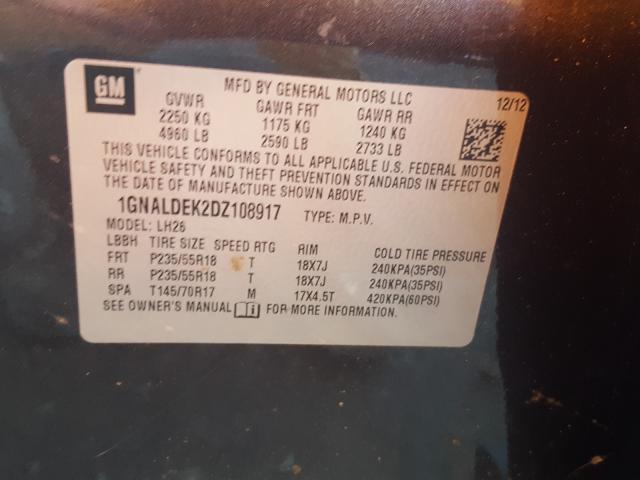 GM
MFD BY GENERAL MOTORS LLC
12/12
GVWR GAWR FRT GAWR RR
2250 KG 1175 KG 1240 KG
4960 LB 2590 LB 2733 LB
THIS VEHICLE CONFORMS TO ALL APPLICABLE U.S. FEDERAL MOTOR
VEHICLE SAFETY AND THEFT PREVENTION STANDARDS IN EFFECT ON
THE DATE OF MANUFACTURE SHOWN ABOVE.
1GNALDEK2DZ108917 TYPE: M.P.V.
MODEL: LH26
LBBH TIRE SIZE SPEED RTG RIM COLD TIRE PRESSURE
FRT P235/55R18 T 18X7J 240KPA(35PSI)
RR P235/55R18 T 18X7J 240KPA(35PSI)
SPA T145/70R17 M 17X4.5T 420KPA(60PSI)
SEE OWNER'S MANUAL FOR MORE INFORMATION.